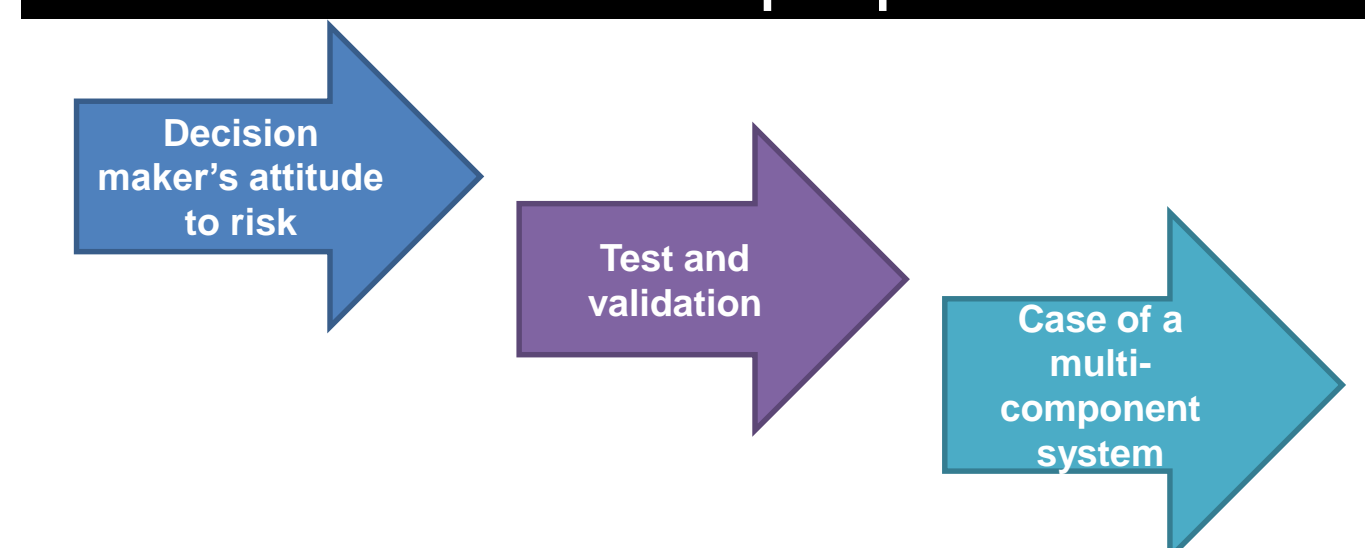 Decision
maker’s attitude
to risk
Test and
validation
Case of a
multi-
component
system